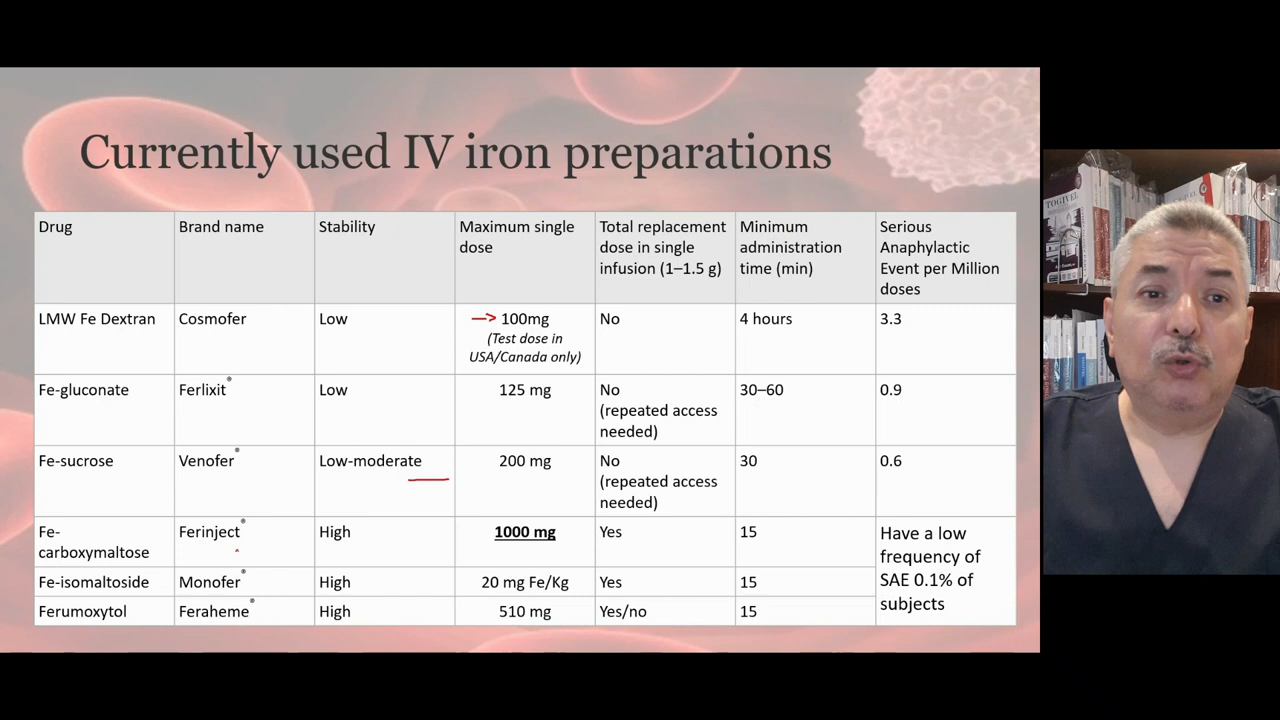 Currently used IV iron preparations
Drug
Brand name
Stability
Maximum single
dose
Total replacement
dose in single
infusion (1–1.5 g)
Minimum
administration
time (min)
Serious
Anaphylactic
Event per Million
doses
LMW Fe Dextran
Cosmofer
Low
100mg
(Test dose in
USA/Canada only)
No
4 hours
3.3
Fe-gluconate
Ferlixit®
Low
125 mg
No
(repeated access
needed)
30–60
0.9
Fe-sucrose
Venofer®
Low-moderate
200 mg
No
(repeated access
needed)
30
0.6
Fe-
carboxymaltose
Ferinject®
High
1000 mg
Yes
15
Have a low
frequency of
SAE 0.1% of
subjects
Fe-isomaltoside
Monofer®
High
20 mg Fe/Kg
Yes
15
Ferumoxytol
Feraheme®
High
510 mg
Yes/no
15